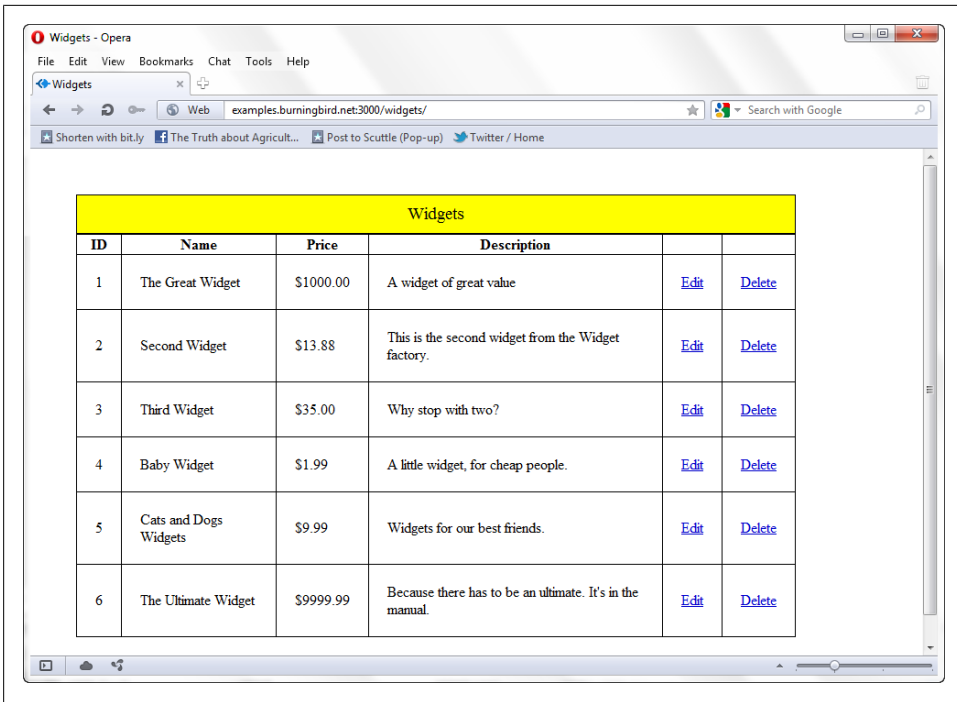 Widgets - Opera
File Edit View Bookmarks Chat Tools Help
Widgets
Web examples.burningbird.net:3000/widgets/ Search with Google
Shorten with bit.ly The Truth about Agricult... Post to Scuttle (Pop-up) Twitter / Home
Widgets
ID Name Price Description
1 The Great Widget $1000.00 A widget of great value Edit Delete
2 Second Widget $13.88 This is the second widget from the Widget
factory. Edit Delete
3 Third Widget $35.00 Why stop with two? Edit Delete
4 Baby Widget $1.99 A little widget, for cheap people. Edit Delete
5 Cats and Dogs
Widgets $9.99 Widgets for our best friends. Edit Delete
6 The Ultimate Widget $9999.99 Because there has to be an ultimate. It's in the
manual. Edit Delete